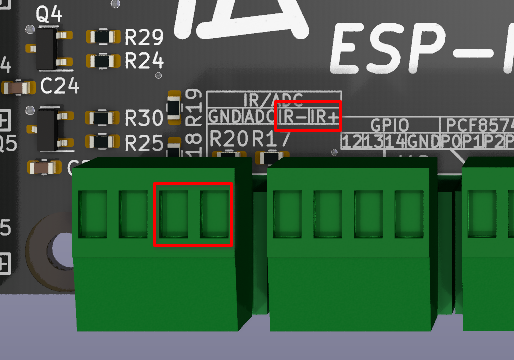 Q4
R29
R24
C24
ESP-
IR/ADC
GND ADC IR- IR+
R19
R30
R25
R20 R17
18
GPIO
PCF8574
12 13 14 GND P0 P1 P2 P
Q5
5
4